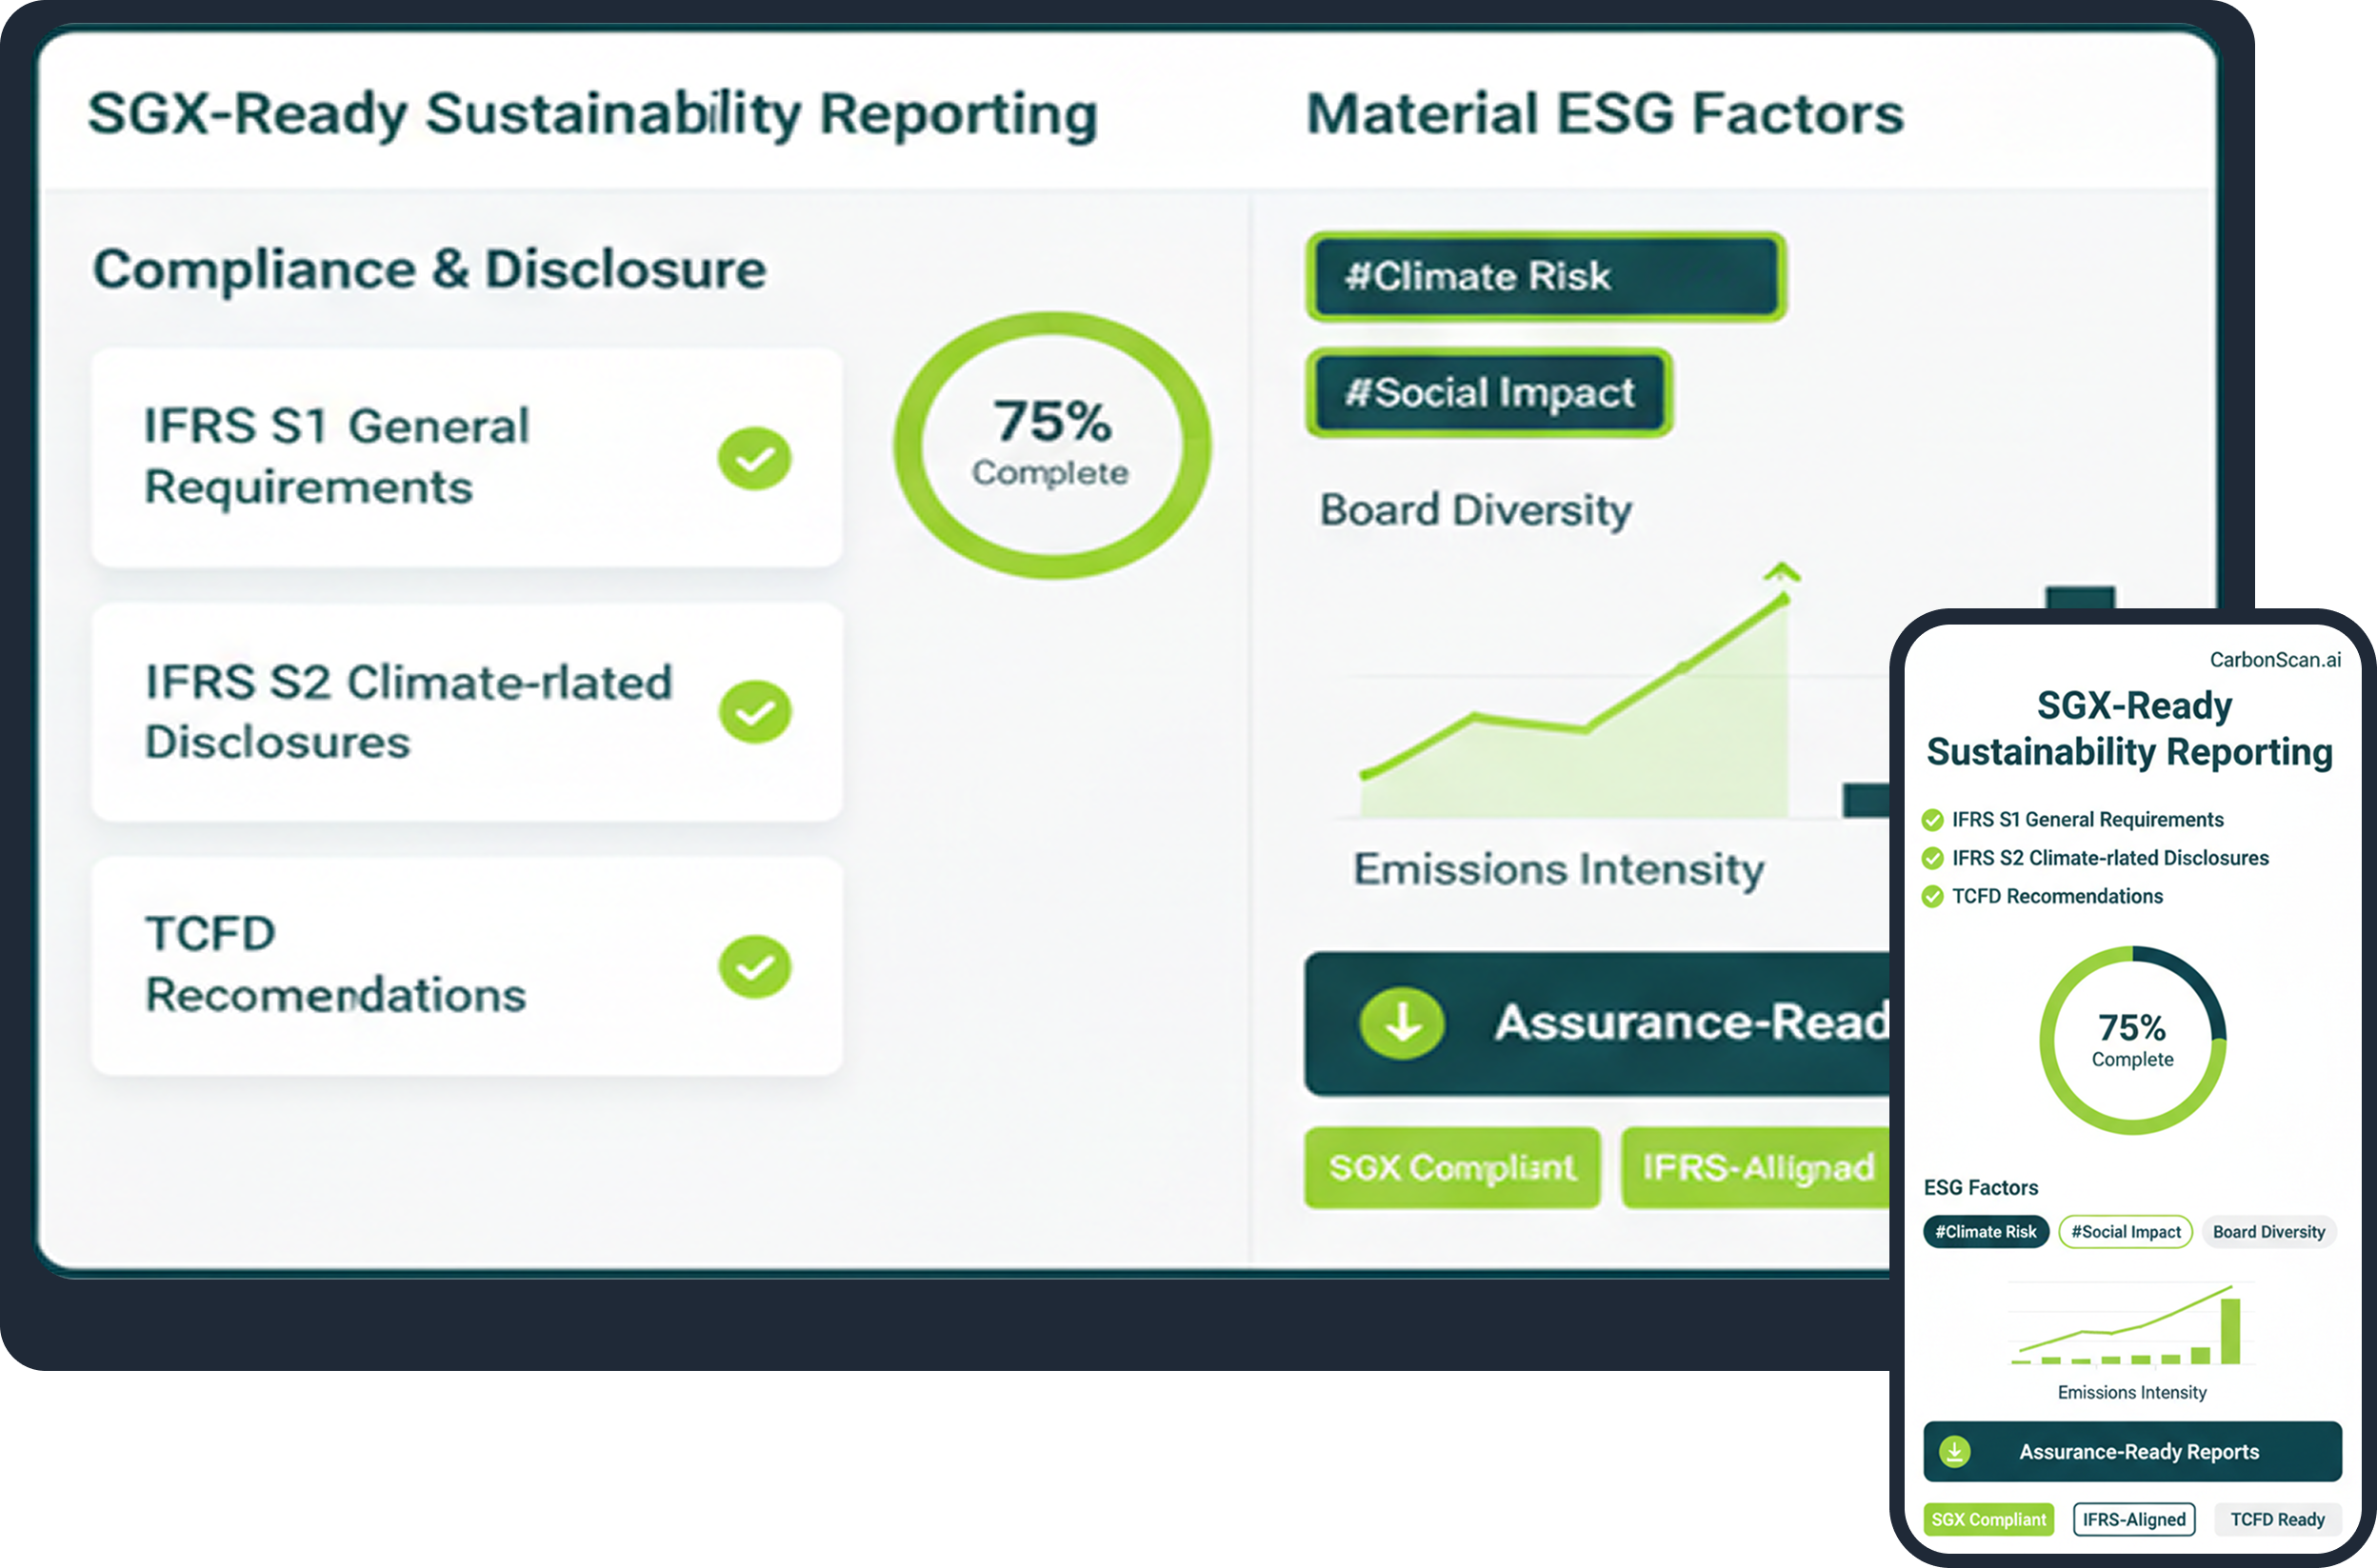 SGX-Ready Sustainability Reporting
Material ESG Factors
Compliance & Disclosure
IFRS S1 General
Requirements
75%
Complete
IFRS S2 Climate-rlated
Disclosures
TCFD
Recomendations
#Climate Risk
#Social Impact
Board Diversity
Emissions Intensity
Assurance-Read
SGX Compliant
IFRS-Allignad
CarbonScan.ai
SGX-Ready
Sustainability Reporting
IFRS S1 General Requirements
IFRS S2 Climate-rlated Disclosures
TCFD Recomendations
75%
Complete
ESG Factors
#Climate Risk
#Social Impact
Board Diversity
Emissions Intensity
Assurance-Ready Reports
SGX Compliant
IFRS-Aligned
TCFD Ready